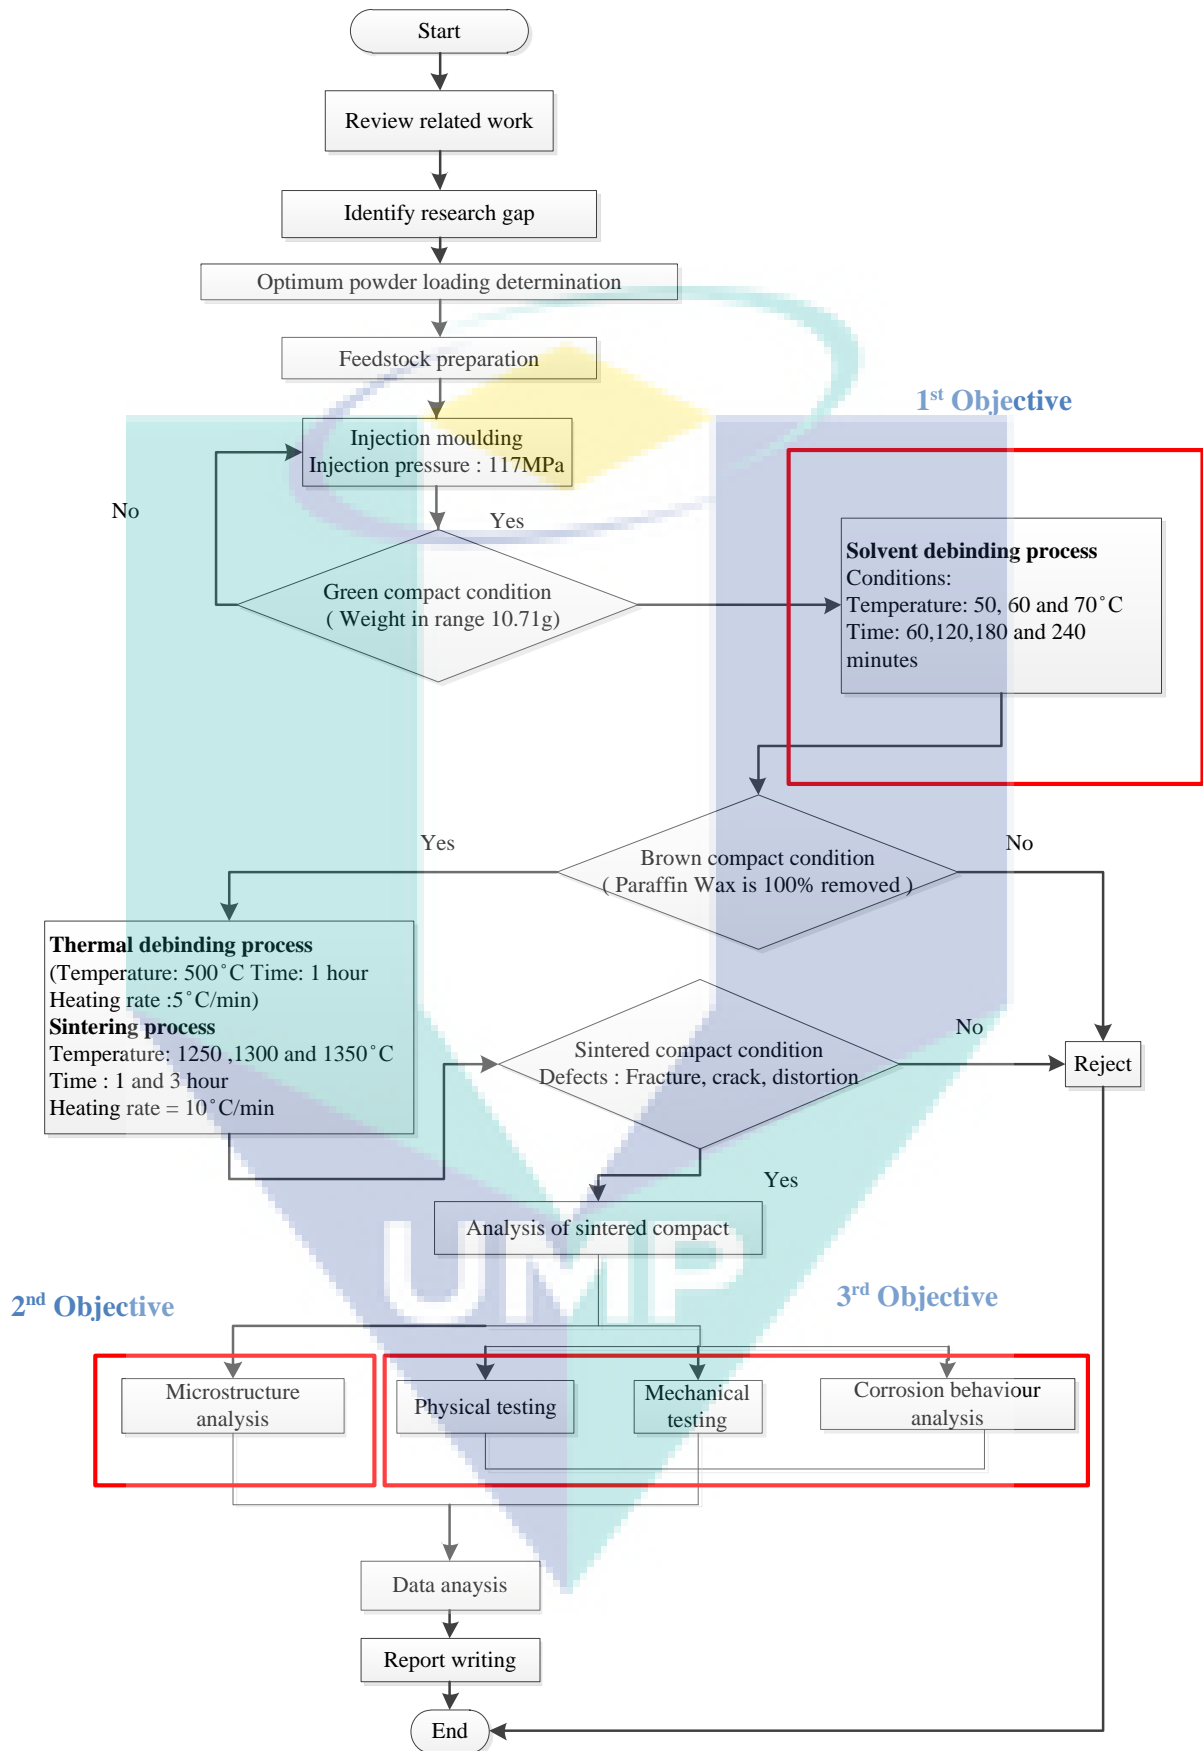 Start
Review related work
Identify research gap
Optimum powder loading determination
Feedstock preparation
1st Objective
Injection moulding
Injection pressure : 117MPa
No
Yes
Solvent debinding process
Conditions:
Temperature: 50, 60 and 70˚C
Time: 60,120,180 and 240
minutes
Green compact condition
( Weight in range 10.71g)
Yes
No
Brown compact condition
( Paraffin Wax is 100% removed )
Thermal debinding process
(Temperature: 500˚C Time: 1 hour
Heating rate :5˚C/min)
Sintering process
Temperature: 1250 ,1300 and 1350˚C
Time : 1 and 3 hour
Heating rate = 10˚C/min
No
Sintered compact condition
Defects : Fracture, crack, distortion
Reject
Yes
Analysis of sintered compact
UMP
2nd Objective
3rd Objective
Microstructure
analysis
Physical testing
Mechanical
testing
Corrosion behaviour
analysis
Data anaysis
Report writing
End